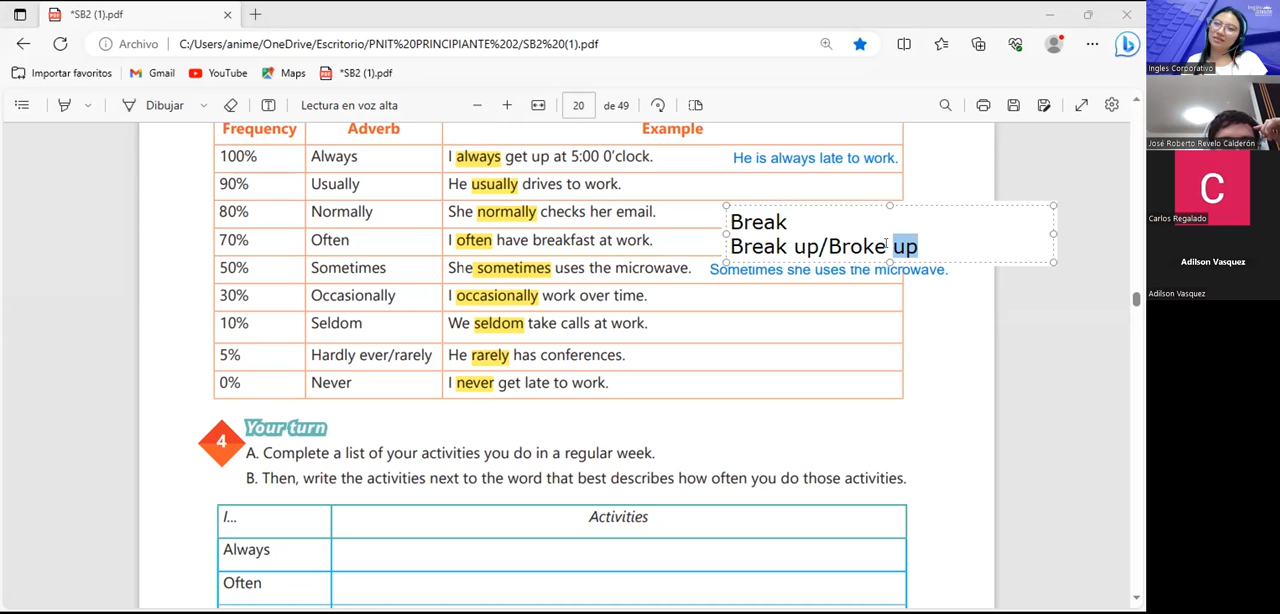 *SB2 (1).pdf
Archivo C:/Users/anime/OneDrive/Escritorio/PNIT%20PRINCIPIANTE%202/SB2%20(1).pdf
Importar favoritos Gmail YouTube Maps *SB2 (1).pdf
Dibujar Lectura en voz alta 20 de 49
Frequency Adverb Example
100% Always I always get up at 5:00 O'clock. He is always late to work.
90% Usually He usually drives to work.
80% Normally She normally checks her email.
Break
70% Often I often have breakfast at work.
Break up/Broke up
50% Sometimes She sometimes uses the microwave. Sometimes she uses the microwave.
30% Occasionally I occasionally work over time.
10% Seldom We seldom take calls at work.
5% Hardly ever/rarely He rarely has conferences.
0% Never I never get late to work.
4 Your turn
A. Complete a list of your activities you do in a regular week.
B. Then, write the activities next to the word that best describes how often you do those activities.
I... Activities
Always
Often
Ingles Corporativo
José Roberto Revelo Calderón
C
Carlos Regalado
Adilson Vasquez
Adilson Vasquez